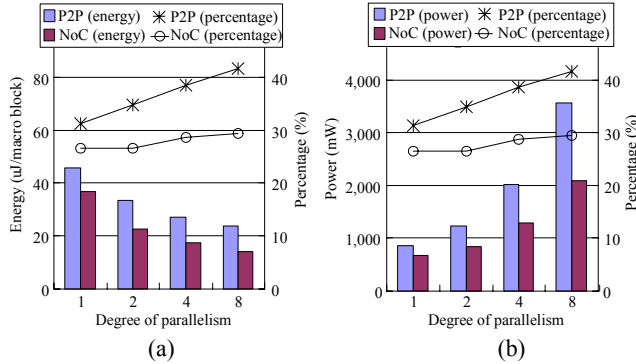 P2P (energy) P2P (percentage)
NoC (energy) NoC (percentage)
Energy (uJ/macro block)
80
60
40
20
0
40
30
20
10
0
Percentage (%)
1 2 4 8
Degree of parallelism
(a)
P2P (power) P2P (percentage)
NoC (power) NoC (percentage)
Power (mW)
4,000
3,000
2,000
1,000
0
40
30
20
10
0
Percentage (%)
1 2 4 8
Degree of parallelism
(b)